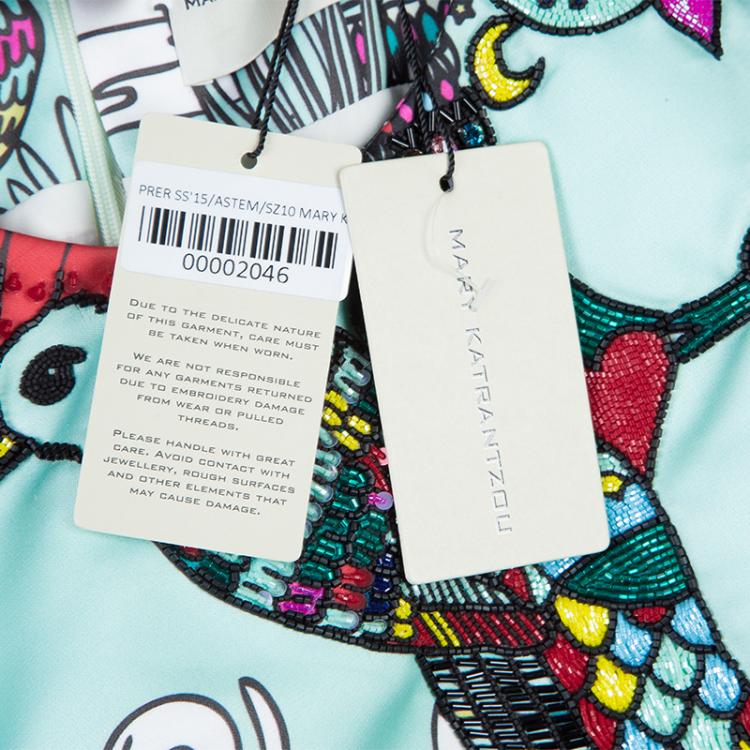 MA
PRER SS'15/ASTEM/SZ10 MARY K
00002046
DUE TO THE DELICATE NATURE
OF THIS GARMENT, CARE MUST
BE TAKEN WHEN WORN.
WE ARE NOT RESPONSIBLE
FOR ANY GARMENTS RETURNED
DUE TO EMBROIDERY DAMAGE
FROM WEAR OR PULLED
THREADS.
PLEASE HANDLE WITH GREAT
CARE. AVOID CONTACT WITH
JEWELLERY, ROUGH SURFACES
AND OTHER ELEMENTS THAT
MAY CAUSE DAMAGE.
MARY KATRANTZOU